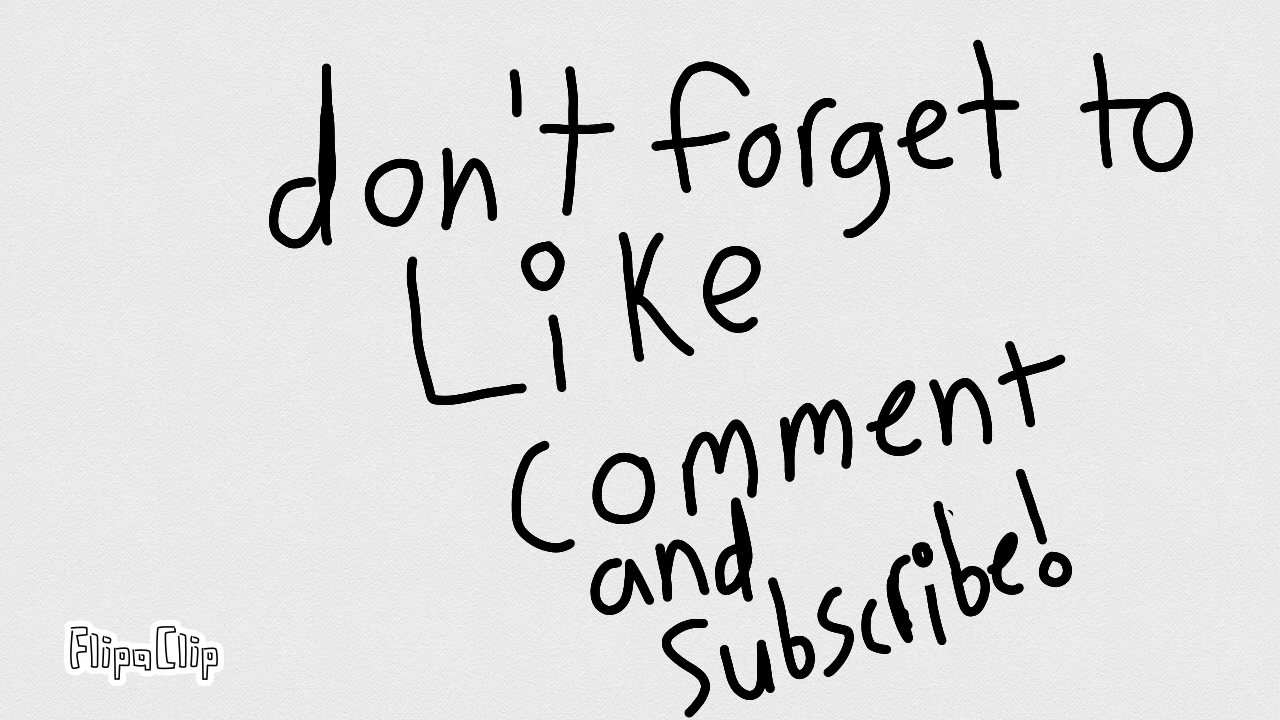 don't forget to
Like
Comment
and
Subscribe!
FlipaClip